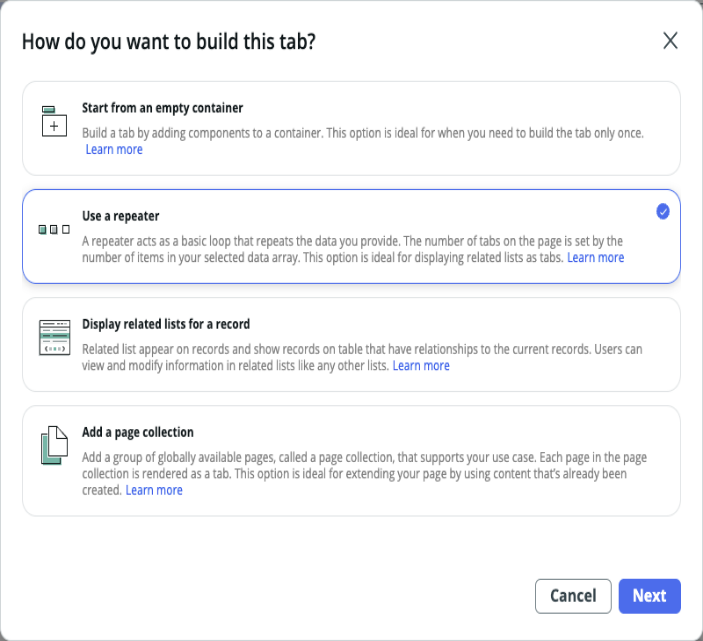 How do you want to build this tab?
Start from an empty container
Build a tab by adding components to a container. This option is ideal for when you need to build the tab only once.
Learn more
Use a repeater
A repeater acts as a basic loop that repeats the data you provide. The number of tabs on the page is set by the
number of items in your selected data array. This option is ideal for displaying related lists as tabs. Learn more
Display related lists for a record
Related list appear on records and show records on table that have relationships to the current records. Users can
view and modify information in related lists like any other lists. Learn more
Add a page collection
Add a group of globally available pages, called a page collection, that supports your use case. Each page in the page
collection is rendered as a tab. This option is ideal for extending your page by using content that's already been
created. Learn more
Cancel Next